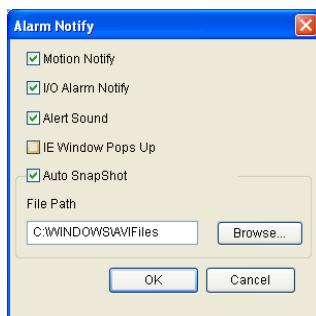 Alarm Notify
Motion Notify
I/O Alarm Notify
Alert Sound
IE Window Pops Up
Auto SnapShot
File Path
C:\WINDOWS\AVIFiles
Browse...
OK
Cancel